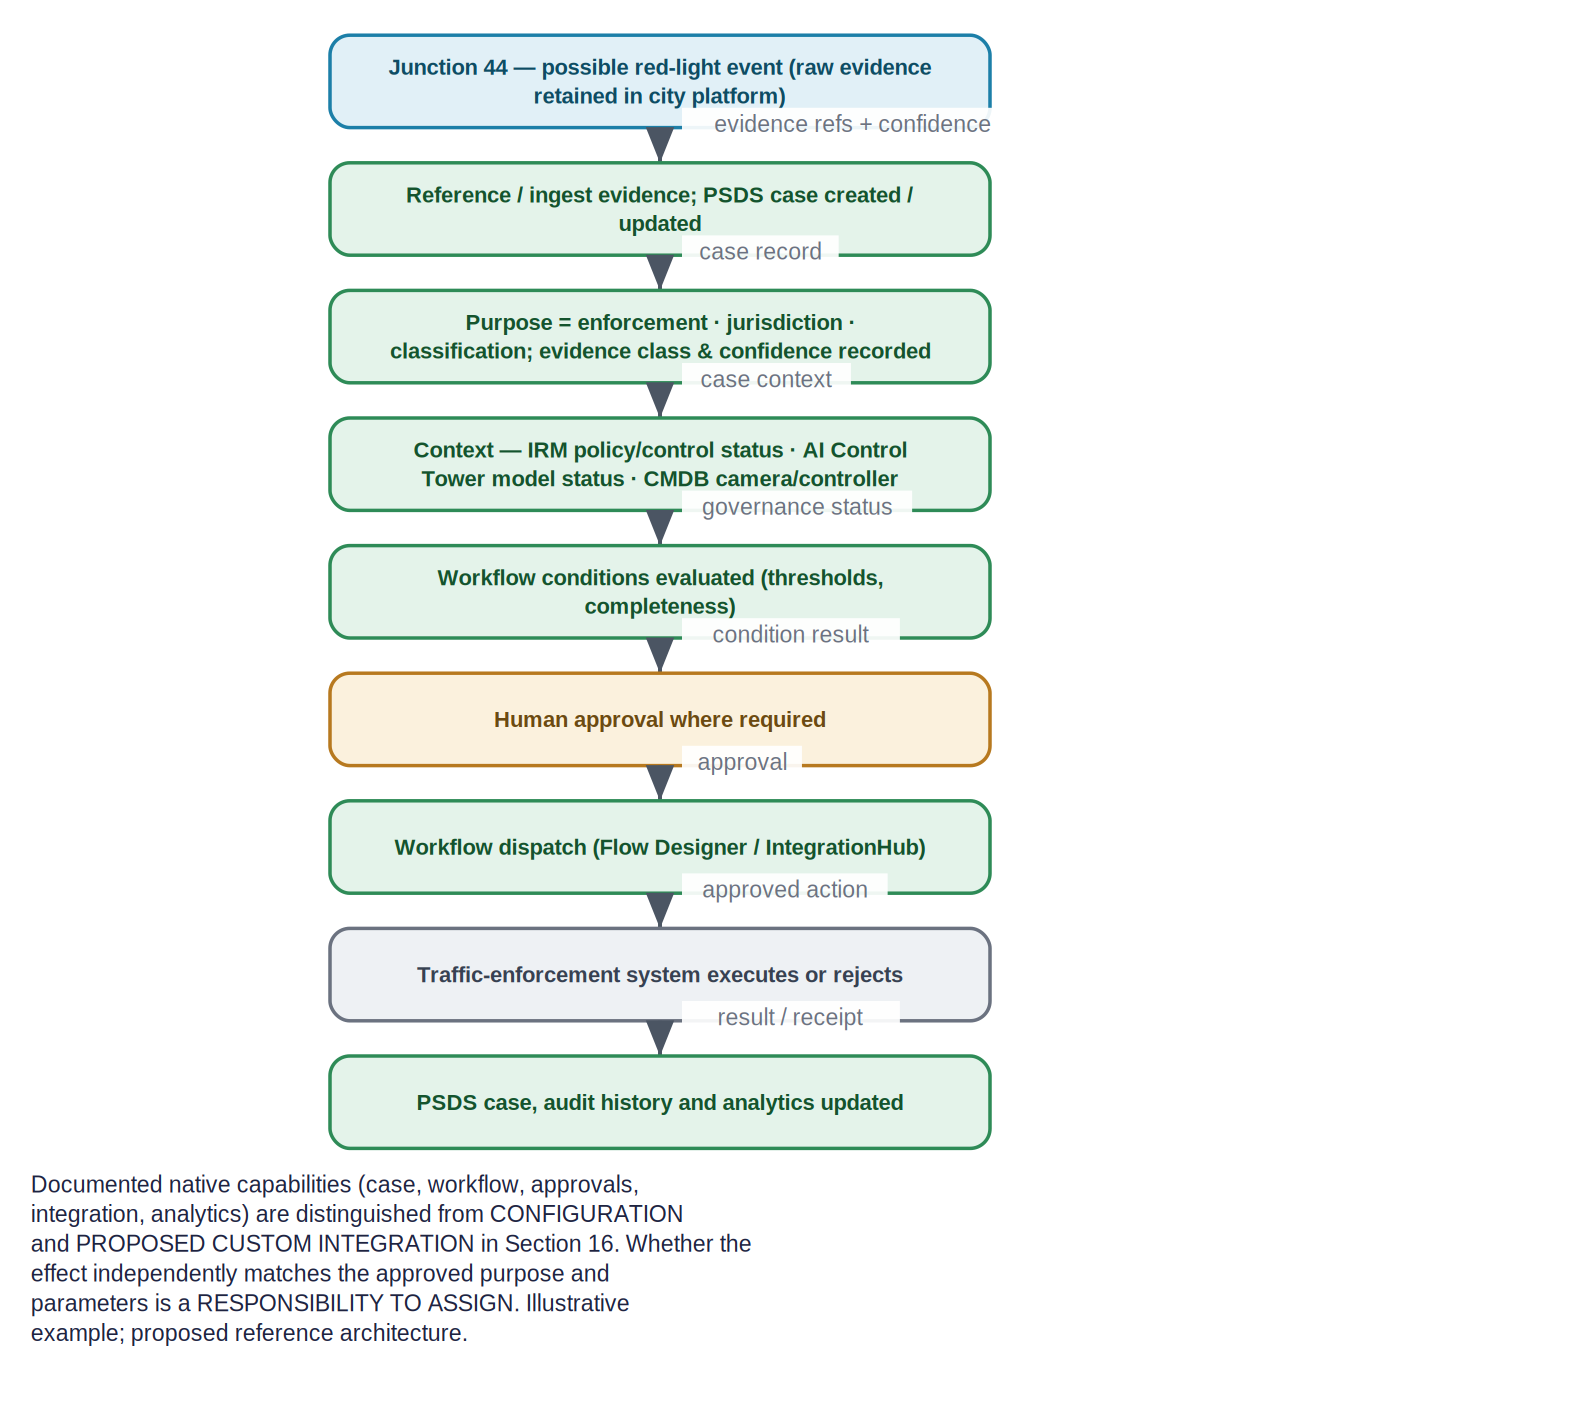 Junction 44 — possible red-light event (raw evidence
retained in city platform)
evidence refs + confidence
Reference / ingest evidence; PSDS case created /
updated
case record
Purpose = enforcement · jurisdiction ·
classification; evidence class & confidence recorded
case context
Context — IRM policy/control status · AI Control
Tower model status · CMDB camera/controller
governance status
Workflow conditions evaluated (thresholds,
completeness)
condition result
Human approval where required
approval
Workflow dispatch (Flow Designer / IntegrationHub)
approved action
Traffic-enforcement system executes or rejects
result / receipt
PSDS case, audit history and analytics updated
Documented native capabilities (case, workflow, approvals,
integration, analytics) are distinguished from CONFIGURATION
and PROPOSED CUSTOM INTEGRATION in Section 16. Whether the
effect independently matches the approved purpose and
parameters is a RESPONSIBILITY TO ASSIGN. Illustrative
example; proposed reference architecture.